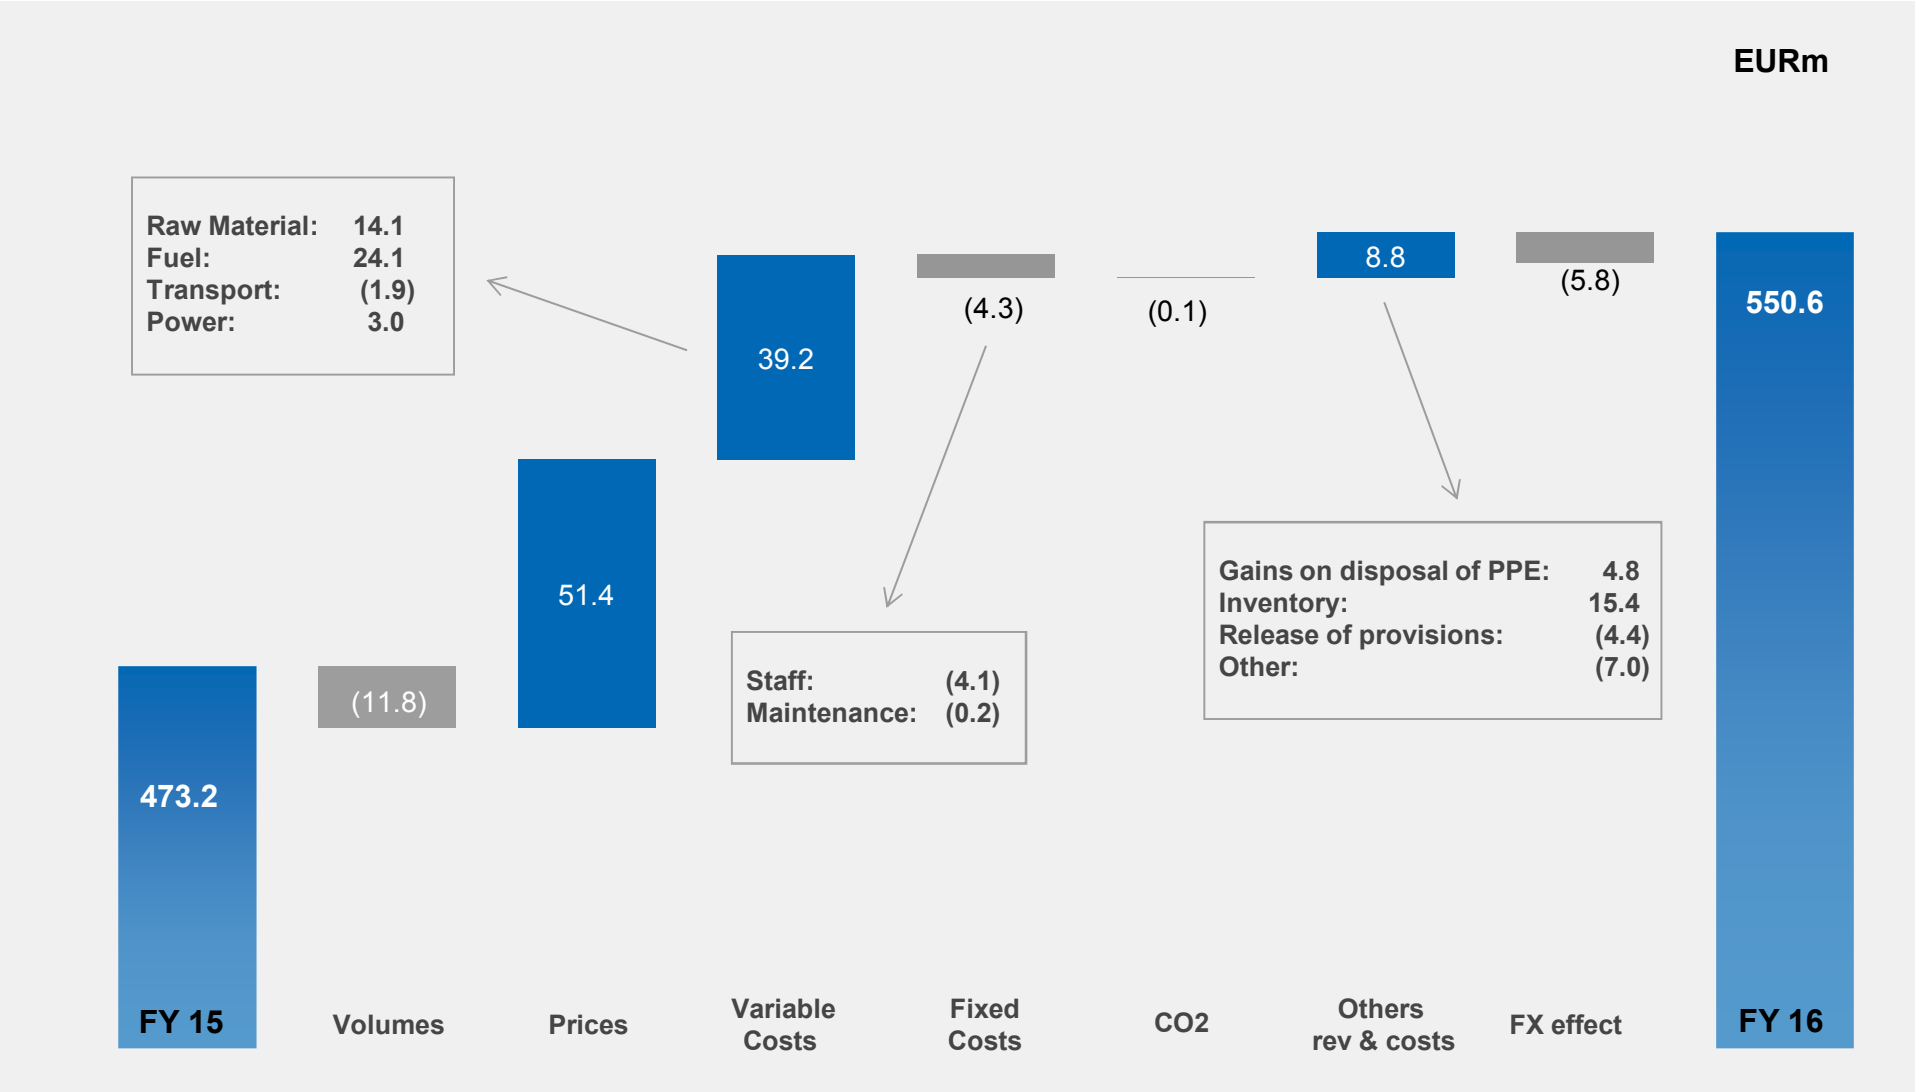 EURm
Raw Material: 14.1
Fuel: 24.1
Transport: (1.9)
Power: 3.0
8.8
(5.8)
(4.3)
(0.1)
550.6
39.2
51.4
Gains on disposal of PPE: 4.8
Inventory: 15.4
Release of provisions: (4.4)
Other: (7.0)
Staff: (4.1)
Maintenance: (0.2)
(11.8)
473.2
FY 15
Volumes
Prices
Variable
Costs
Fixed
Costs
CO2
Others
rev & costs
FX effect
FY 16